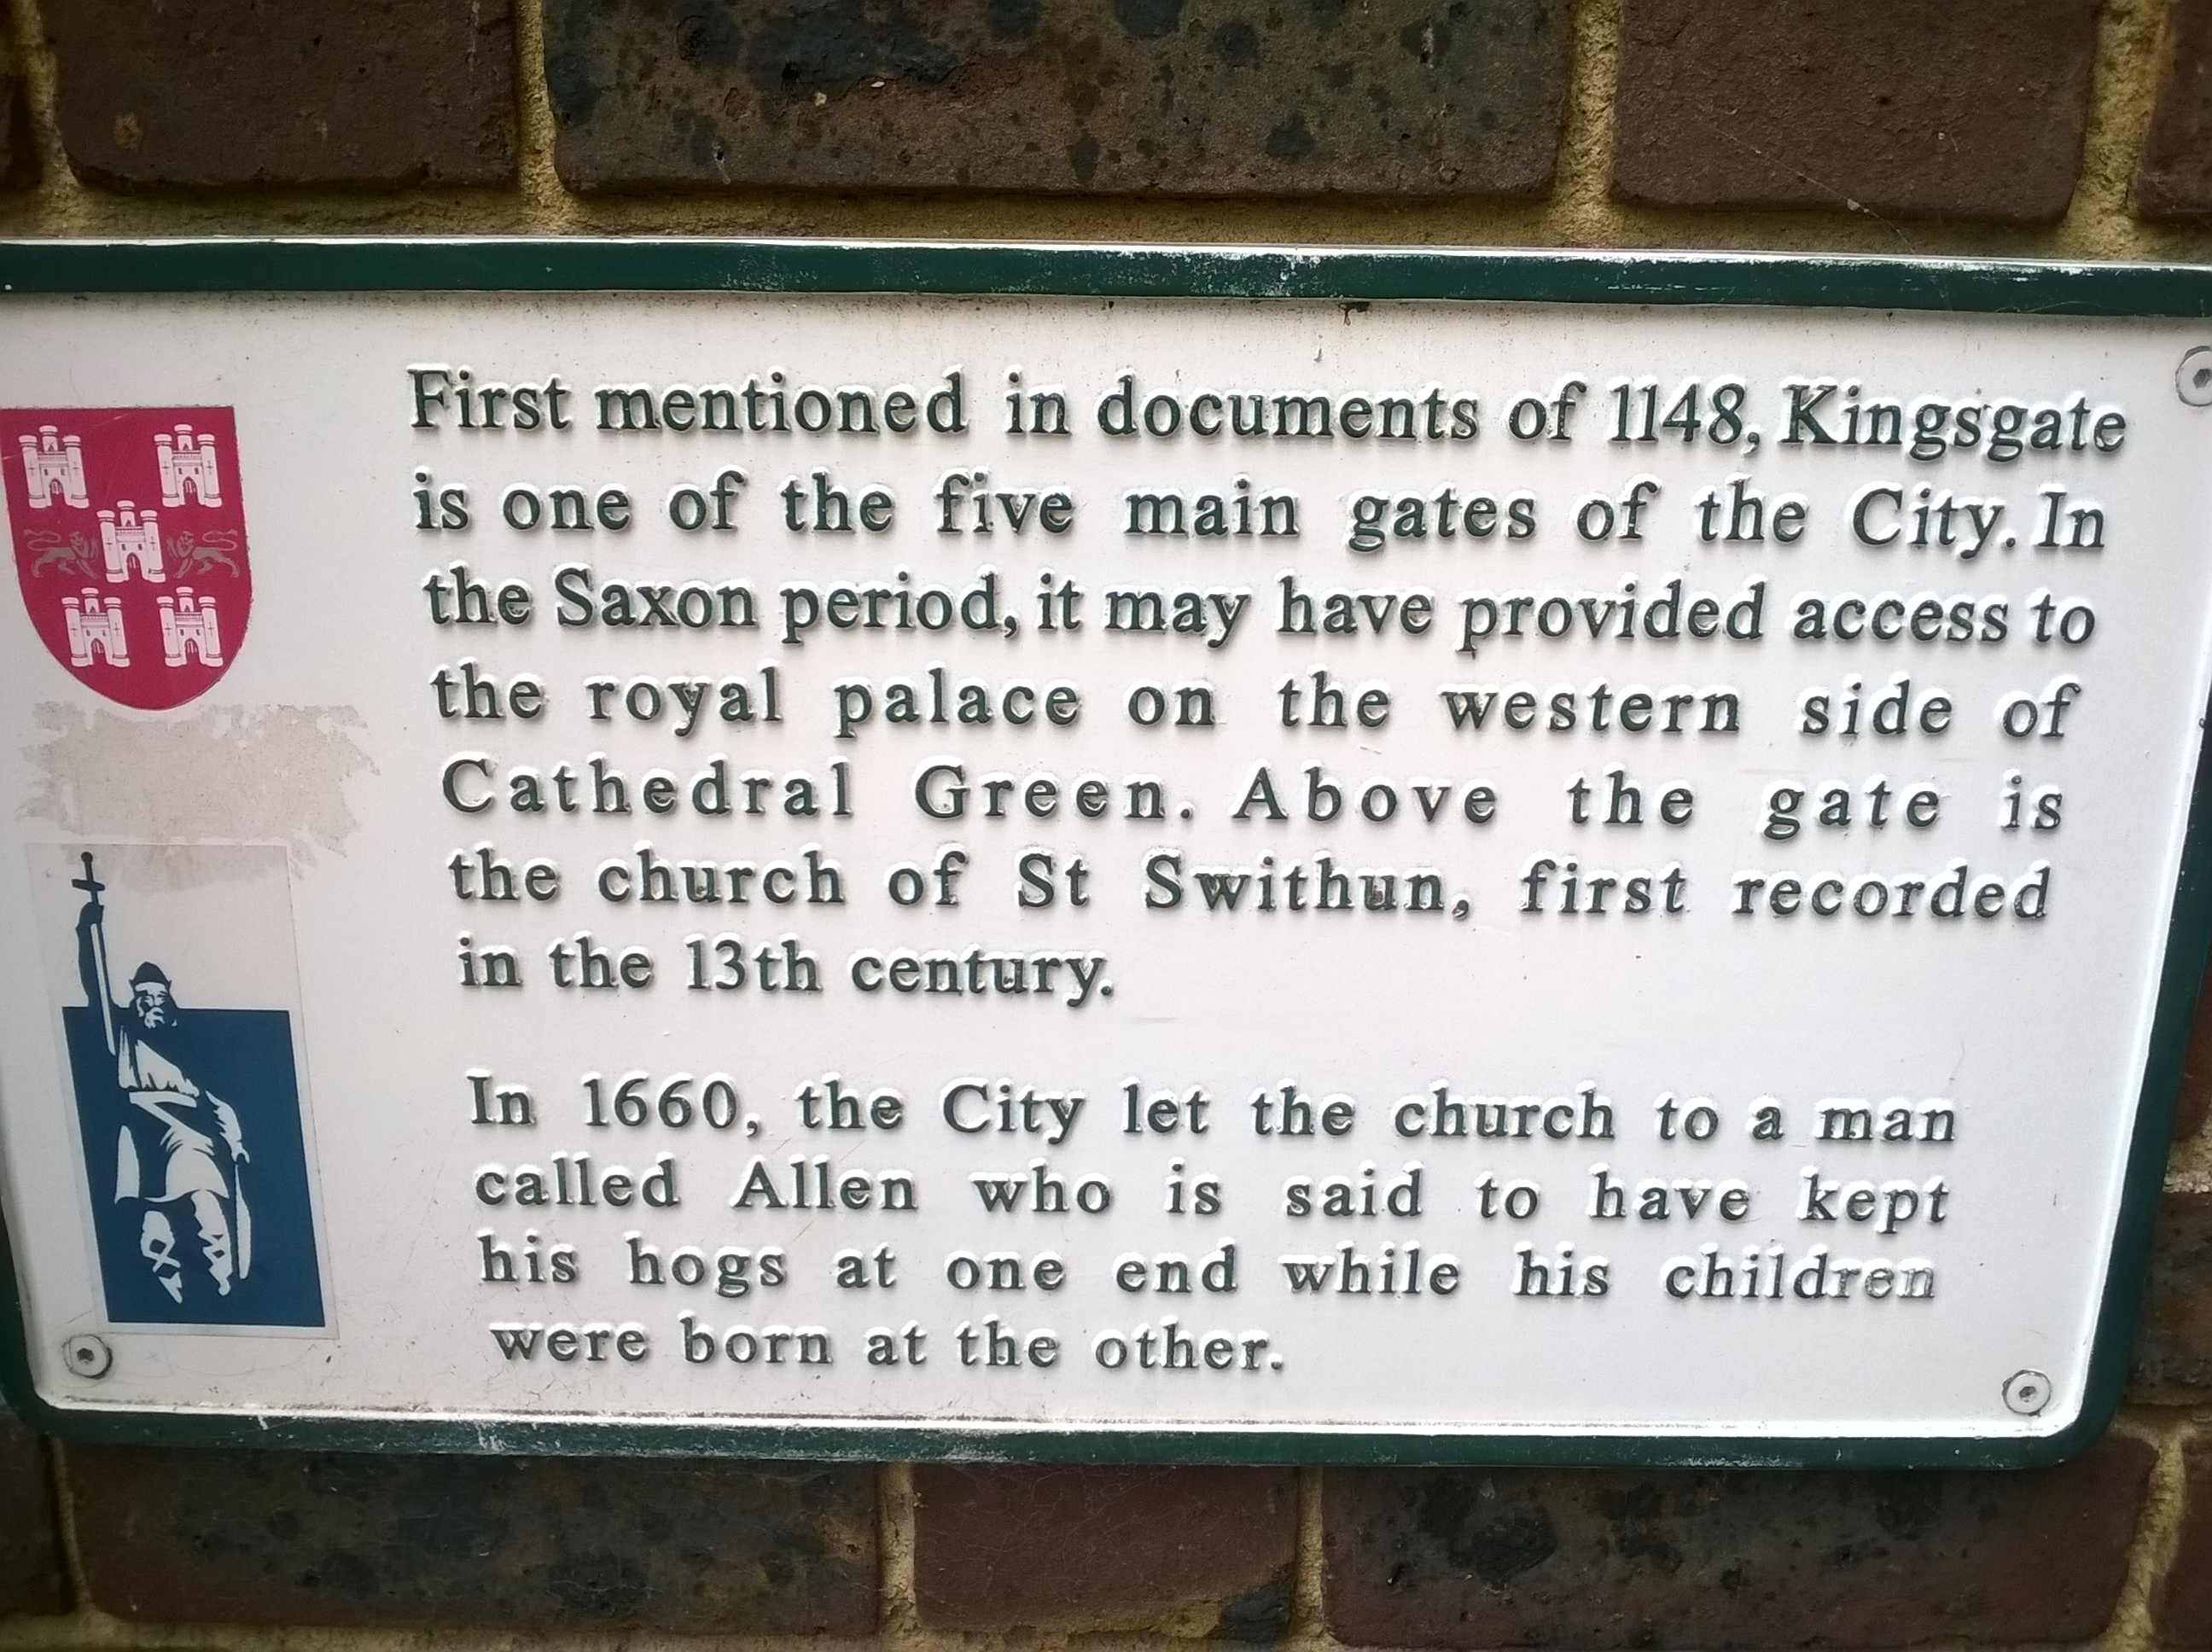 First mentioned in documents of 1148, Kingsgate
is one of the five main gates of the City. In
the Saxon period, it may have provided access to
the royal palace on the western side of
Cathedral Green. Above the gate is
the church of St Swithun, first recorded
in the 13th century.
In 1660, the City let the church to a man
called Allen who is said to have kept
his hogs at one end while his children
were born at the other.